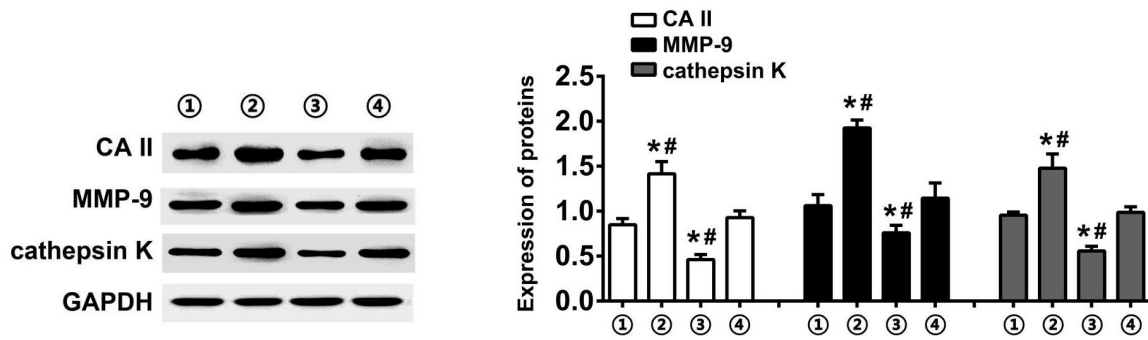 ① ② ③ ④
CA II
MMP-9
cathepsin K
GAPDH
CA II
MMP-9
cathepsin K
Expression of proteins
2.5
2.0
1.5
1.0
0.5
0.0
*# *# *# *# *# *#
① ② ③ ④ ① ② ③ ④ ① ② ③ ④